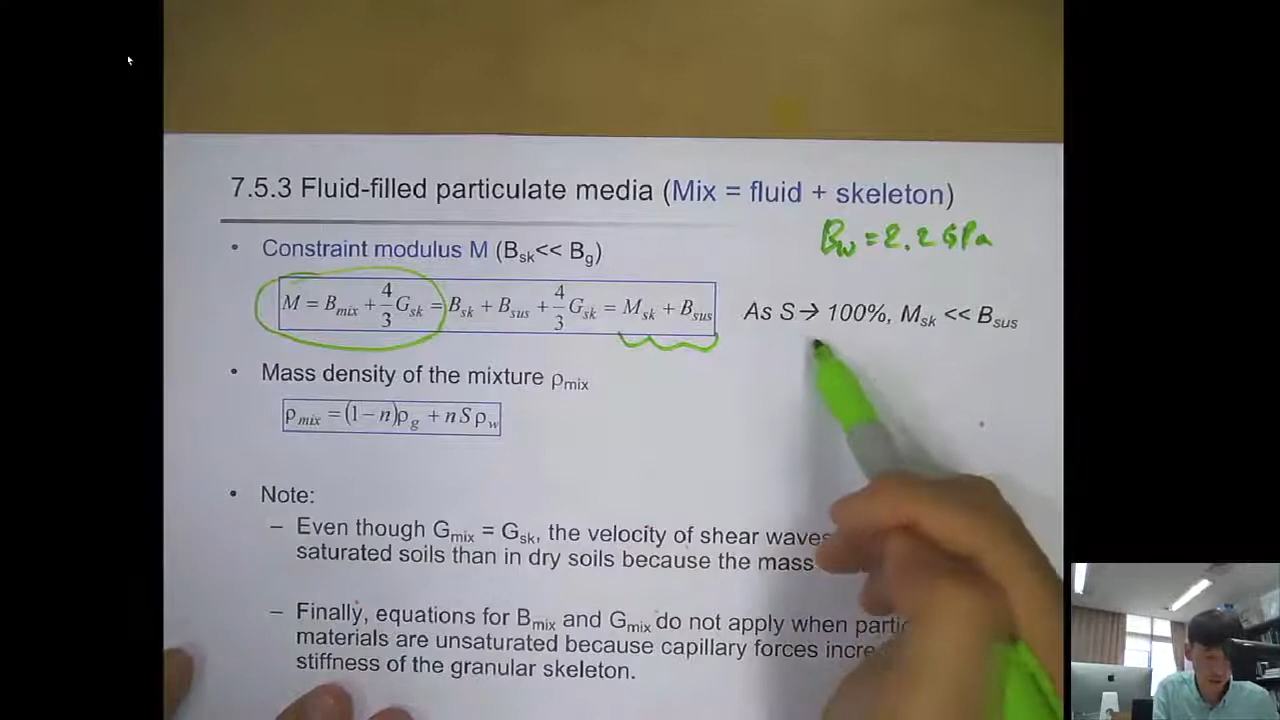 7.5.3 Fluid-filled particulate media (Mix = fluid + skeleton)
B_w = 2.2 GPa
• Constraint modulus M (B_sk << B_g)
M = B_mix + 4/3 G_sk = B_sk + B_sus + 4/3 G_sk = M_sk + B_sus
As S → 100%, M_sk << B_sus
• Mass density of the mixture ρ_mix
ρ_mix = (1 − n)ρ_g + n S ρ_w
• Note:
– Even though G_mix = G_sk, the velocity of shear waves
saturated soils than in dry soils because the mass
– Finally, equations for B_mix and G_mix do not apply when
materials are unsaturated because capillary forces
stiffness of the granular skeleton.